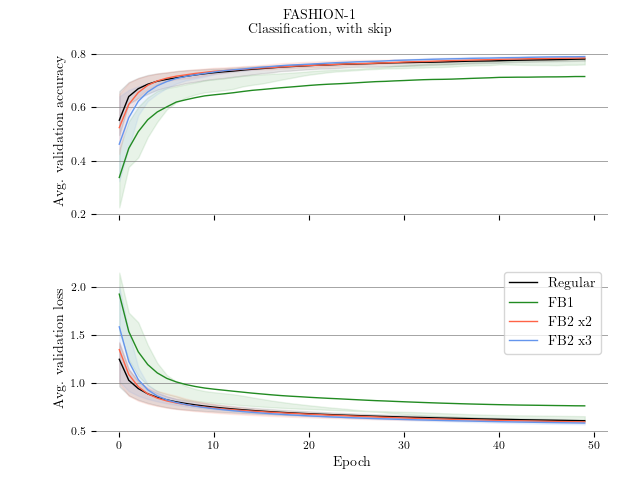 FASHION-1
Classification, with skip
Avg. validation accuracy
0.8
0.6
0.4
0.2
Avg. validation loss
2.0
1.5
1.0
0.5
Regular
FB1
FB2 x2
FB2 x3
0 10 20 30 40 50
Epoch